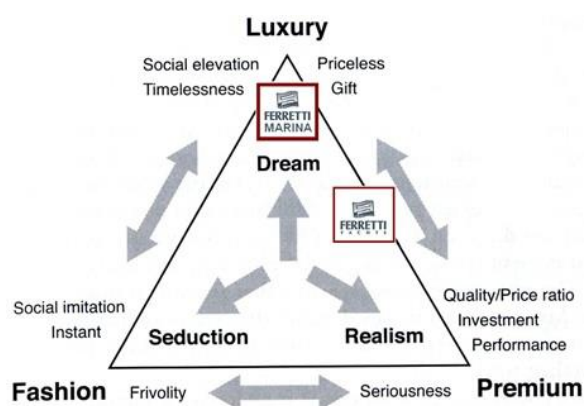 Luxury
Social elevation
Priceless
Timelessness
Gift
FERRETTI
MARINA
Dream
FERRETTI
YACHTS
Social imitation
Instant
Quality/Price ratio
Investment
Performance
Seduction
Realism
Fashion
Frivolity
Seriousness
Premium